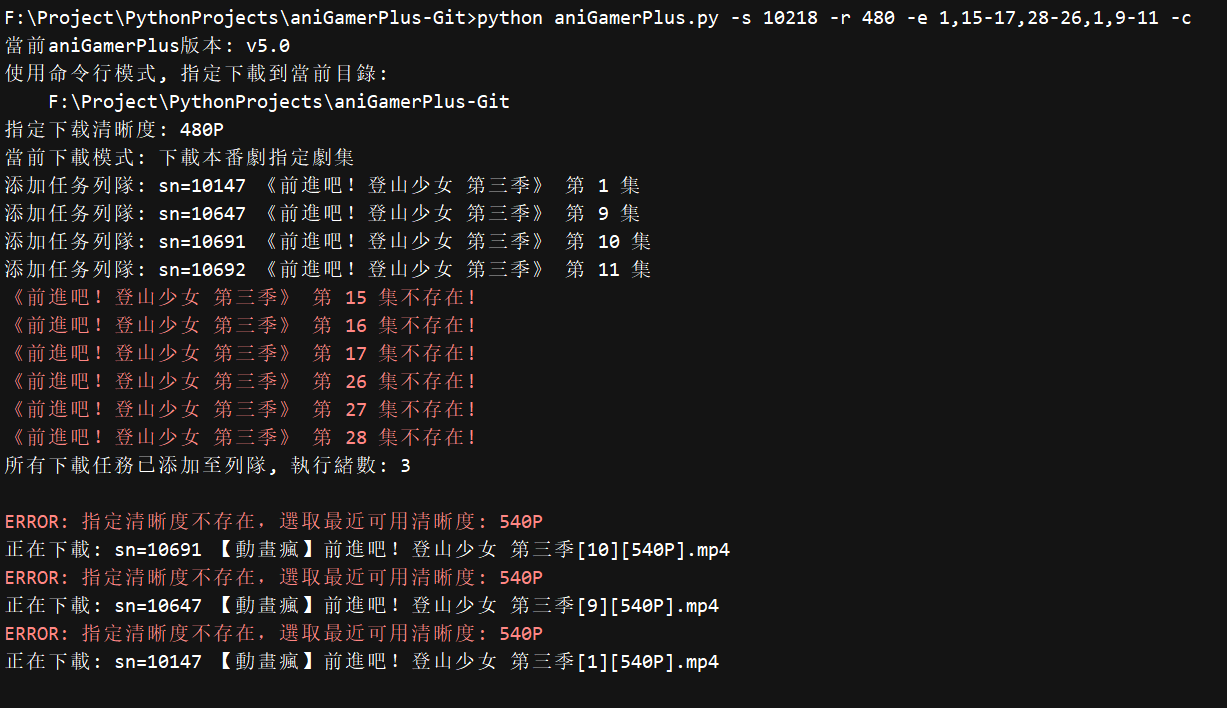 F:\Project\PythonProjects\aniGamerPlus-Git>python aniGamerPlus.py -s 10218 -r 480 -e 1,15-17,28-26,1,9-11 -c
當前aniGamerPlus版本: v5.0
使用命令行模式, 指定下載到當前目錄:
    F:\Project\PythonProjects\aniGamerPlus-Git
指定下载清晰度: 480P
當前下載模式: 下載本番劇指定劇集
添加任务列隊: sn=10147 《前進吧！登山少女 第三季》 第 1 集
添加任务列隊: sn=10647 《前進吧！登山少女 第三季》 第 9 集
添加任务列隊: sn=10691 《前進吧！登山少女 第三季》 第 10 集
添加任务列隊: sn=10692 《前進吧！登山少女 第三季》 第 11 集
《前進吧！登山少女 第三季》 第 15 集不存在!
《前進吧！登山少女 第三季》 第 16 集不存在!
《前進吧！登山少女 第三季》 第 17 集不存在!
《前進吧！登山少女 第三季》 第 26 集不存在!
《前進吧！登山少女 第三季》 第 27 集不存在!
《前進吧！登山少女 第三季》 第 28 集不存在!
所有下載任務已添加至列隊, 執行緒數: 3
ERROR: 指定清晰度不存在，選取最近可用清晰度: 540P
正在下載: sn=10691 【動畫瘋】前進吧！登山少女 第三季[10][540P].mp4
ERROR: 指定清晰度不存在，選取最近可用清晰度: 540P
正在下載: sn=10647 【動畫瘋】前進吧！登山少女 第三季[9][540P].mp4
ERROR: 指定清晰度不存在，選取最近可用清晰度: 540P
正在下載: sn=10147 【動畫瘋】前進吧！登山少女 第三季[1][540P].mp4